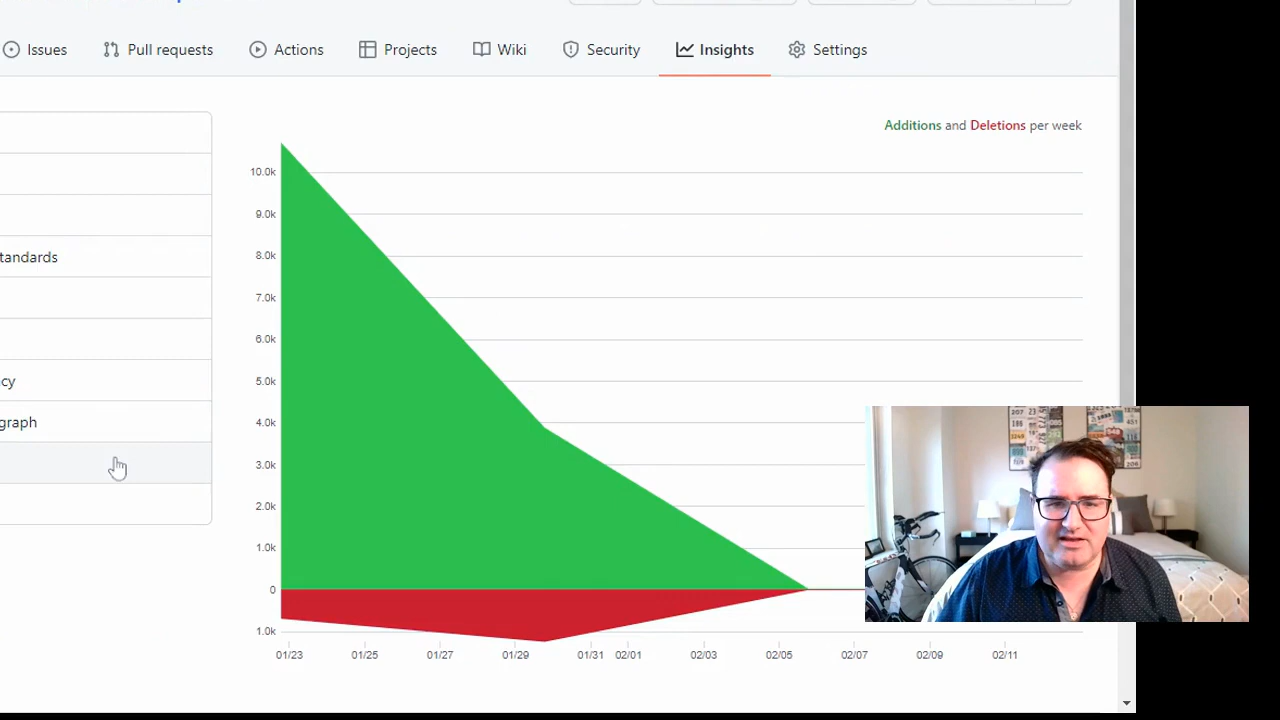 Issues Pull requests Actions Projects Wiki Security Insights Settings
Additions and Deletions per week
tandards
cy
graph
10.0k
9.0k
8.0k
7.0k
6.0k
5.0k
4.0k
3.0k
2.0k
1.0k
0
1.0k
01/23 01/25 01/27 01/29 01/31 02/01 02/03 02/05 02/07 02/09 02/11